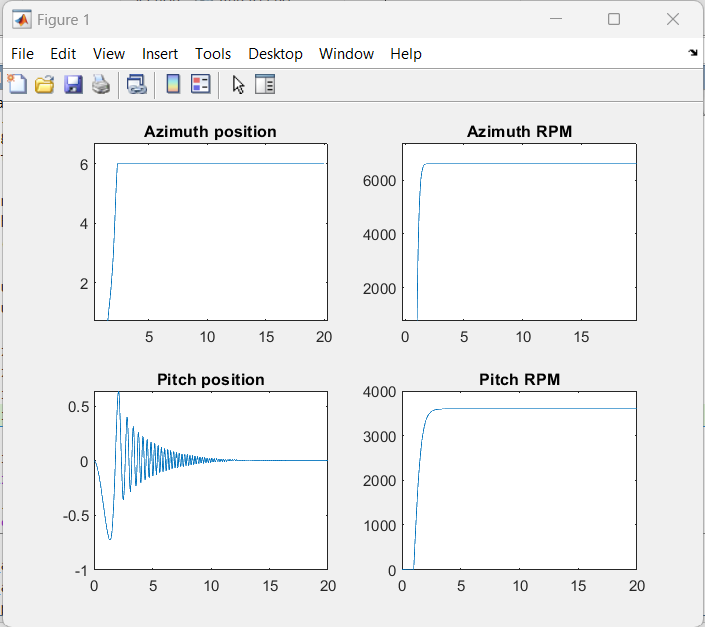 Figure 1
File Edit View Insert Tools Desktop Window Help
Azimuth position
6
4
2
5 10 15 20
Azimuth RPM
6000
4000
2000
0 5 10 15
Pitch position
0.5
0
-0.5
-1
0 5 10 15 20
Pitch RPM
4000
3000
2000
1000
0
0 5 10 15 20